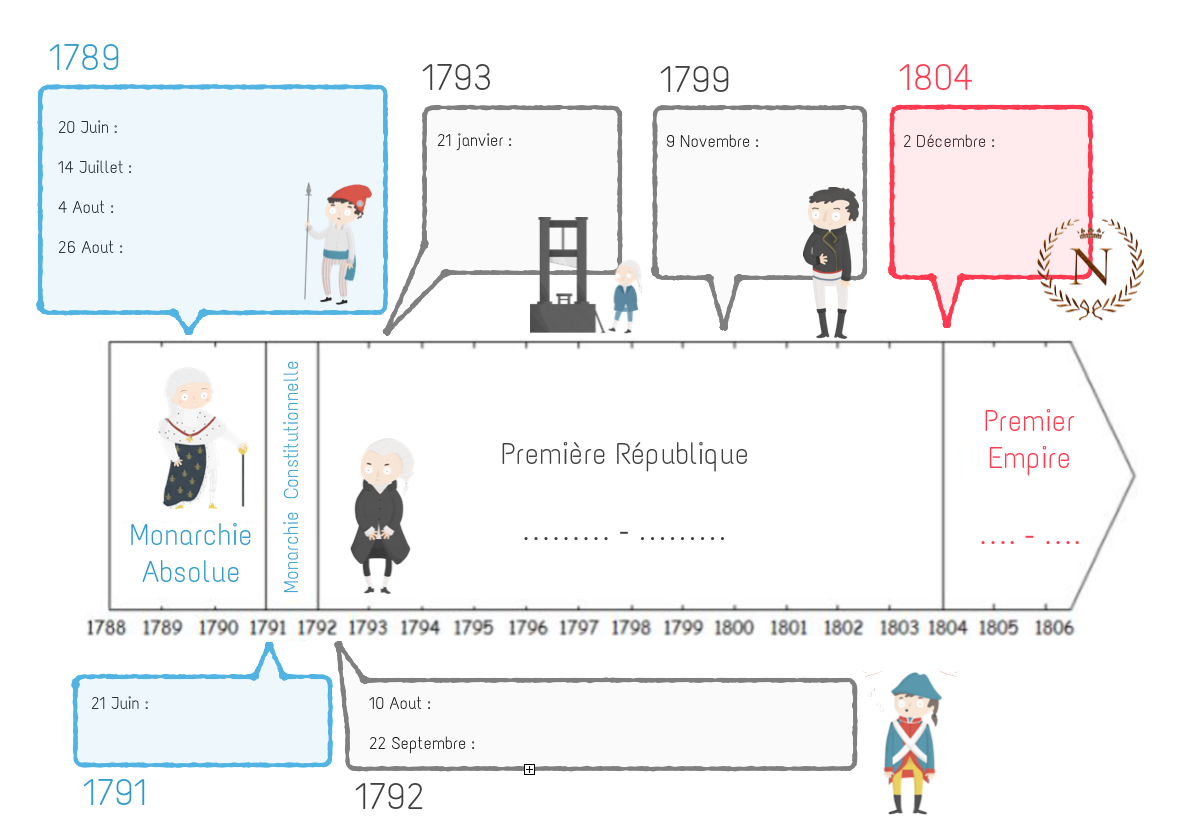 1789
20 Juin :
14 Juillet :
4 Aout :
26 Aout :
1793
21 janvier :
1799
9 Novembre :
1804
2 Décembre :
N
Monarchie
Absolue
Monarchie Constitutionnelle
Première République
......... - .........
Premier
Empire
.... - ....
1788 1789 1790 1791 1792 1793 1794 1795 1796 1797 1798 1799 1800 1801 1802 1803 1804 1805 1806
21 Juin :
1791
10 Aout :
22 Septembre :
1792